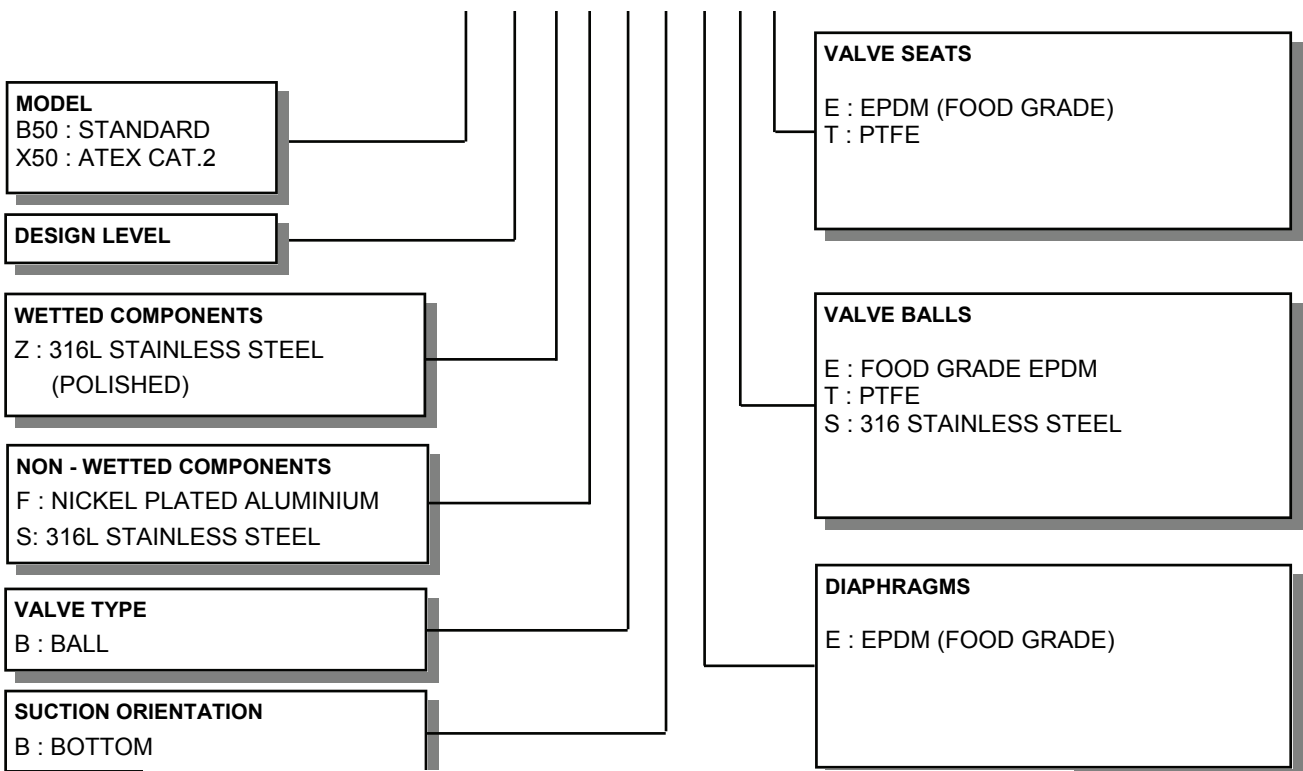 MODEL
B50 : STANDARD
X50 : ATEX CAT.2
DESIGN LEVEL
WETTED COMPONENTS
Z : 316L STAINLESS STEEL
(POLISHED)
NON - WETTED COMPONENTS
F : NICKEL PLATED ALUMINIUM
S: 316L STAINLESS STEEL
VALVE TYPE
B : BALL
SUCTION ORIENTATION
B : BOTTOM
VALVE SEATS
E : EPDM (FOOD GRADE)
T : PTFE
VALVE BALLS
E : FOOD GRADE EPDM
T : PTFE
S : 316 STAINLESS STEEL
DIAPHRAGMS
E : EPDM (FOOD GRADE)